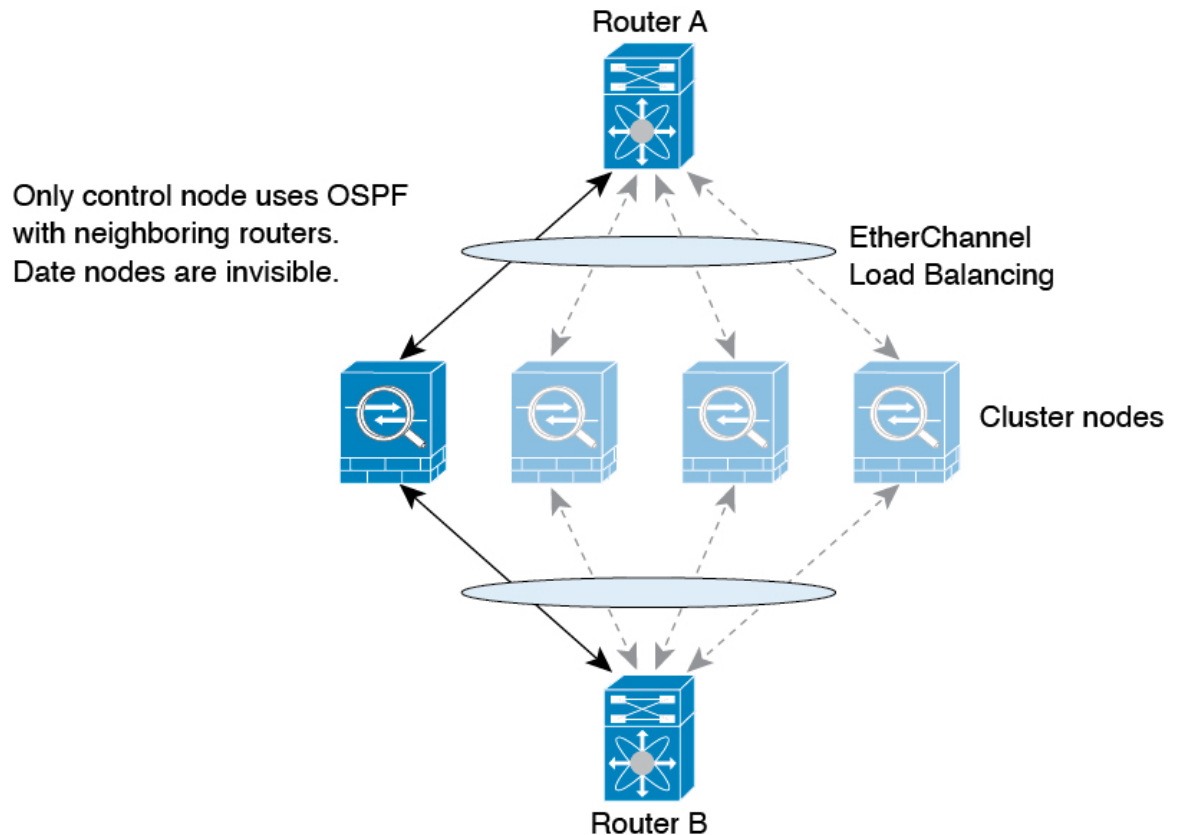 Router A
Only control node uses OSPF
with neighboring routers.
Date nodes are invisible.
EtherChannel
Load Balancing
Cluster nodes
Router B